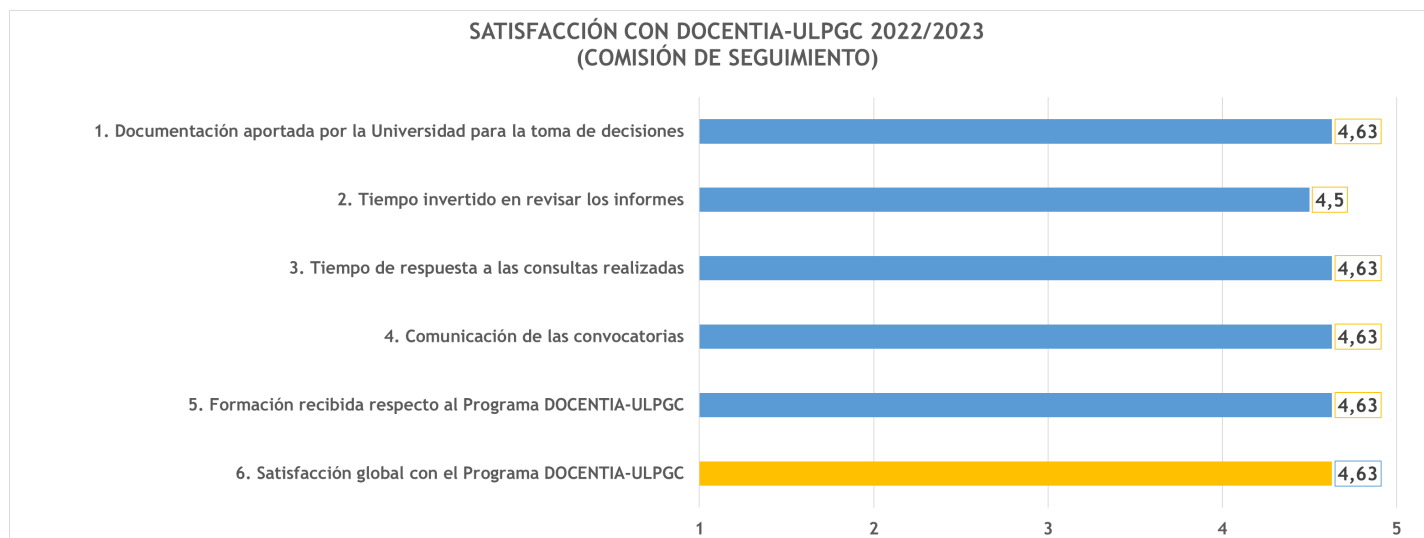 SATISFACCIÓN CON DOCENTIA-ULPGC 2022/2023
(COMISIÓN DE SEGUIMIENTO)
1. Documentación aportada por la Universidad para la toma de decisiones
4,63
2. Tiempo invertido en revisar los informes
4,5
3. Tiempo de respuesta a las consultas realizadas
4,63
4. Comunicación de las convocatorias
4,63
5. Formación recibida respecto al Programa DOCENTIA-ULPGC
4,63
6. Satisfacción global con el Programa DOCENTIA-ULPGC
4,63
1 2 3 4 5